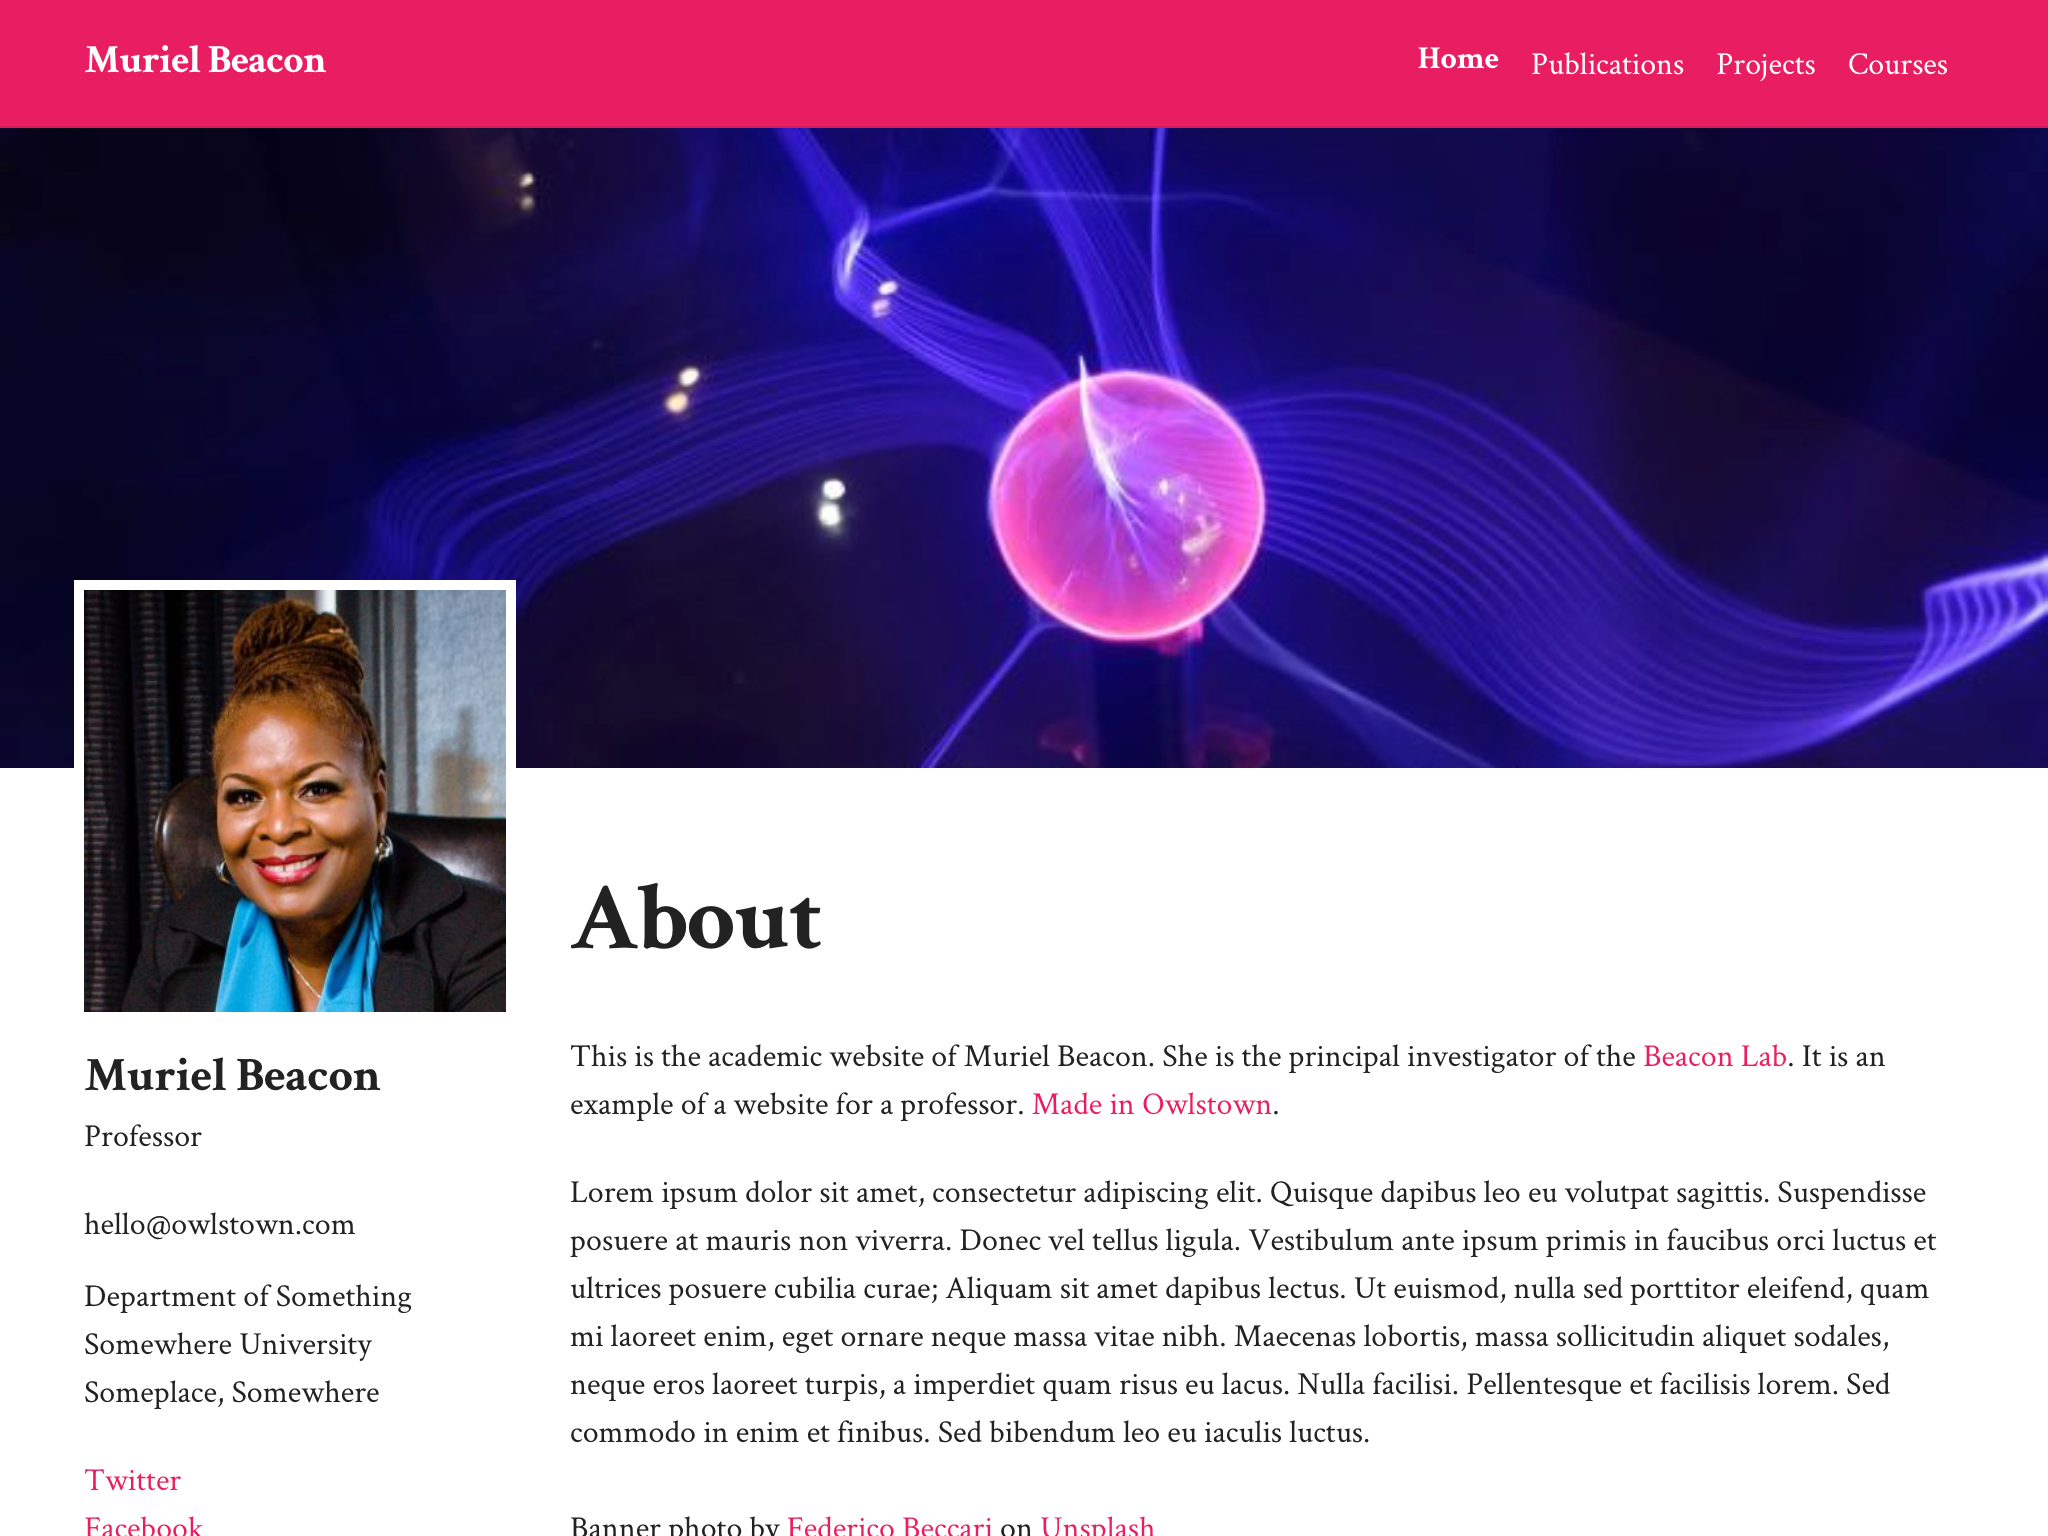 Muriel Beacon
Home Publications Projects Courses
Muriel Beacon
Professor
hello@owlstown.com
Department of Something
Somewhere University
Someplace, Somewhere
Twitter
Facebook
About
This is the academic website of Muriel Beacon. She is the principal investigator of the Beacon Lab. It is an
example of a website for a professor. Made in Owlstown.
Lorem ipsum dolor sit amet, consectetur adipiscing elit. Quisque dapibus leo eu volutpat sagittis. Suspendisse
posuere at mauris non viverra. Donec vel tellus ligula. Vestibulum ante ipsum primis in faucibus orci luctus et
ultrices posuere cubilia curae; Aliquam sit amet dapibus lectus. Ut euismod, nulla sed porttitor eleifend, quam
mi laoreet enim, eget ornare neque massa vitae nibh. Maecenas lobortis, massa sollicitudin aliquet sodales,
neque eros laoreet turpis, a imperdiet quam risus eu lacus. Nulla facilisi. Pellentesque et facilisis lorem. Sed
commodo in enim et finibus. Sed bibendum leo eu iaculis luctus.
Banner photo by Federico Beccari on Unsplash